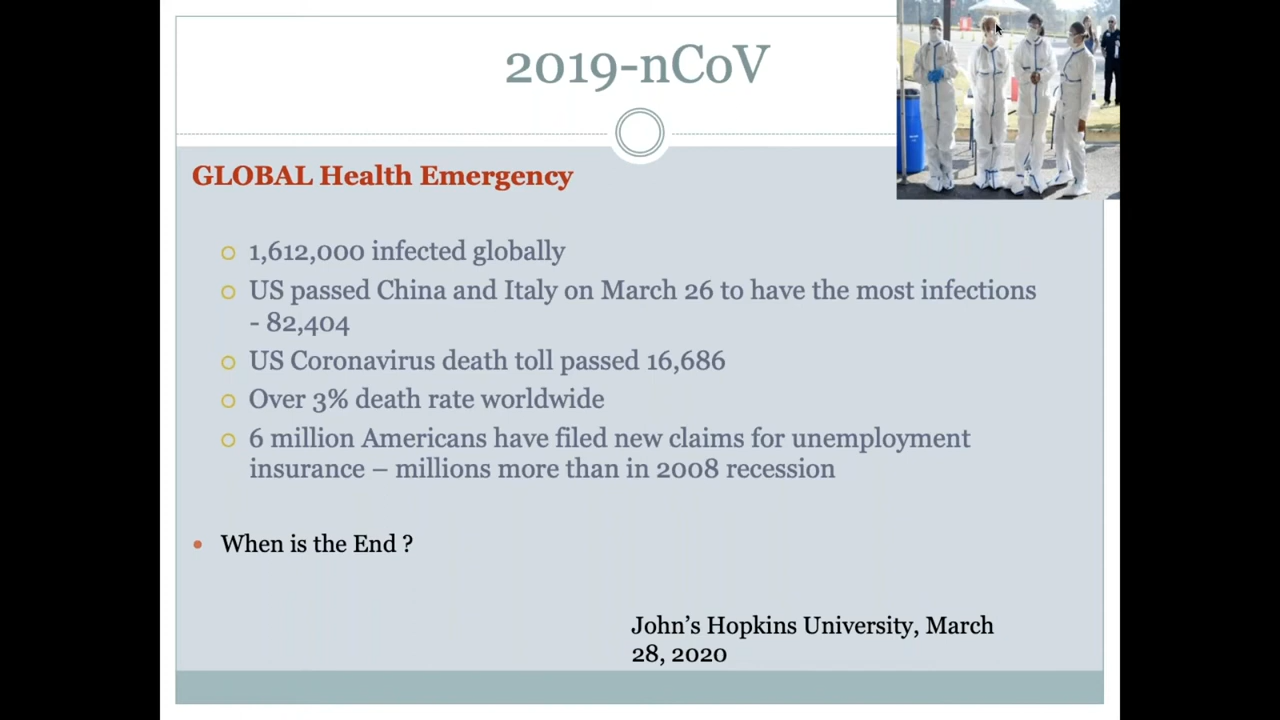 2019-nCoV
GLOBAL Health Emergency
1,612,000 infected globally
US passed China and Italy on March 26 to have the most infections
- 82,404
US Coronavirus death toll passed 16,686
Over 3% death rate worldwide
6 million Americans have filed new claims for unemployment
insurance – millions more than in 2008 recession
When is the End ?
John's Hopkins University, March
28, 2020